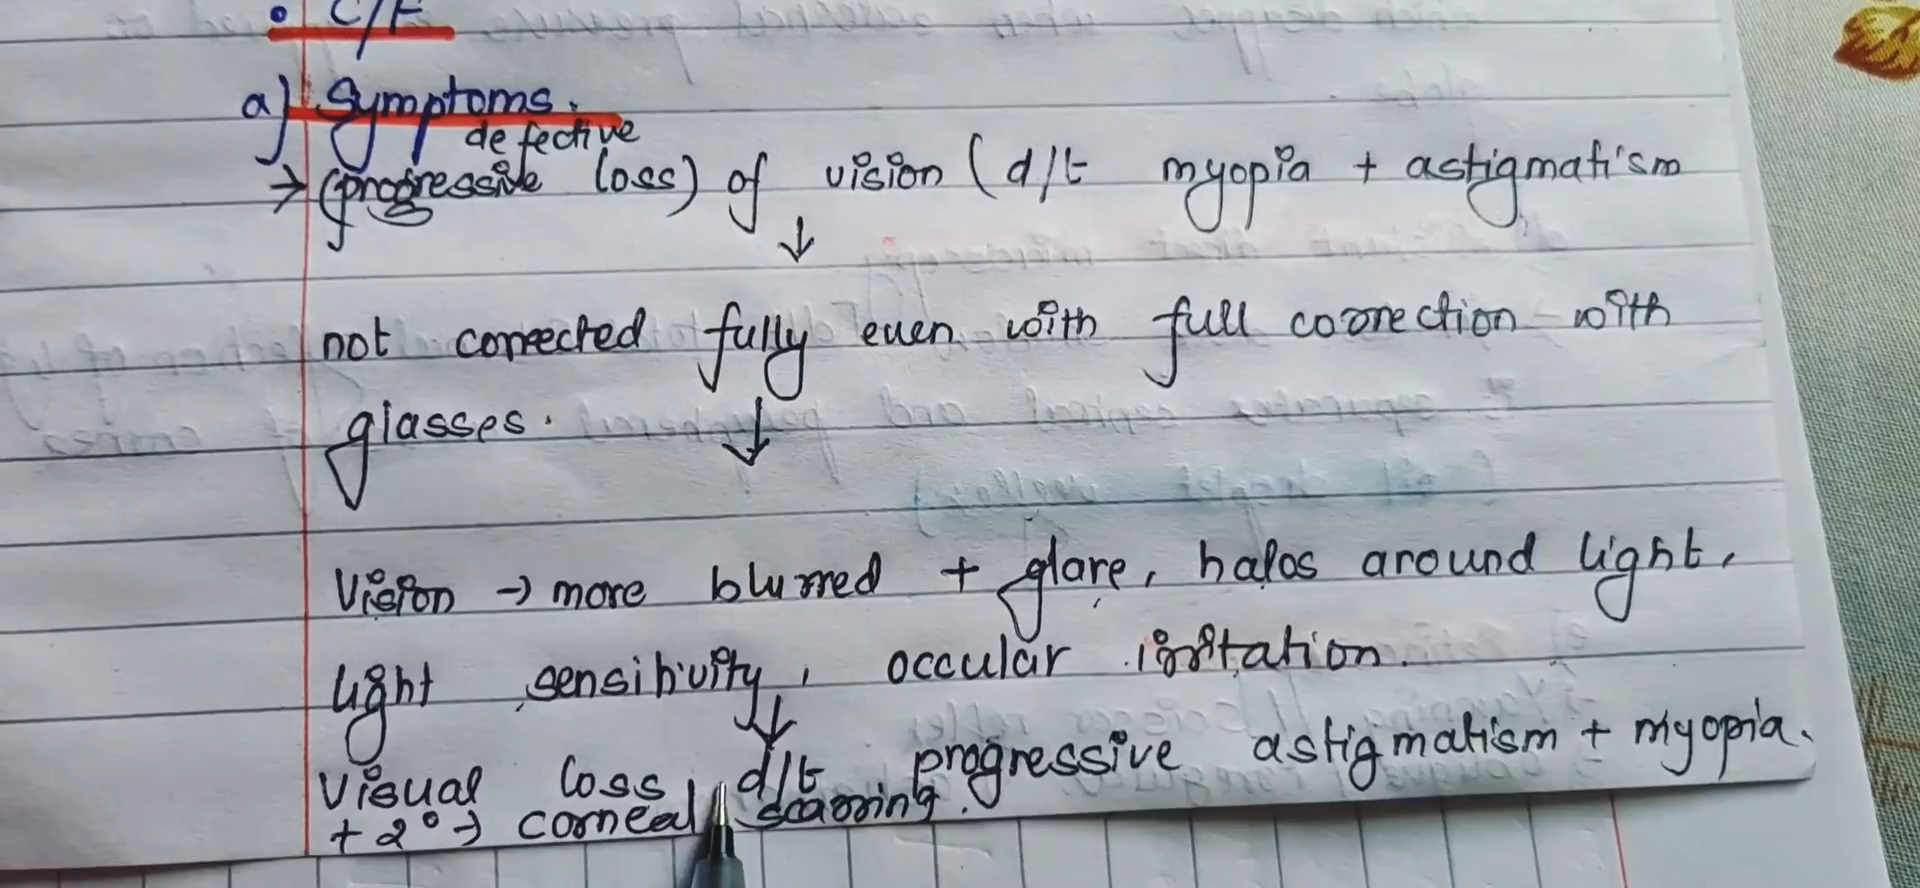 • C/F
a) Symptoms.
defective
→ (progressive loss) of vision (d/t myopia + astigmatism
↓
not corrected fully even with full correction with
glasses. ↓
Vision → more blurred + glare, halos around light,
light sensitivity, occular irritation.
↓
Visual loss d/t progressive astigmatism + myopia.
+ 2° → corneal scarring.